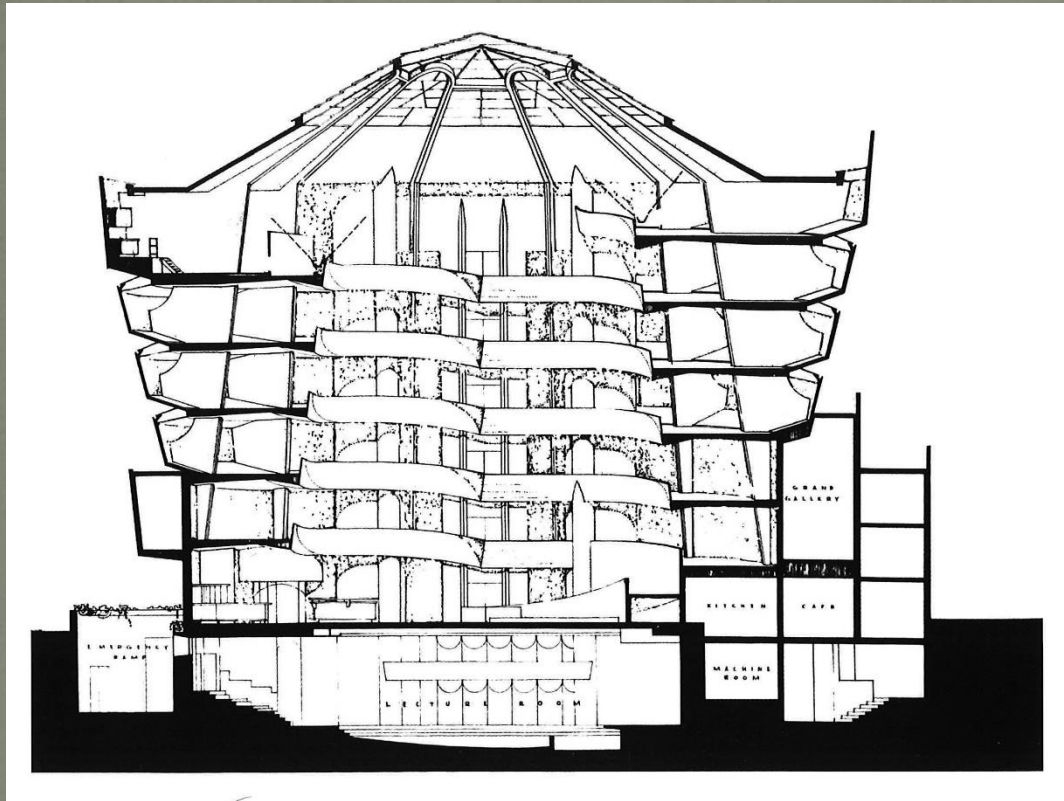 GRAND
GALLERY
KITCHEN
CAFE
EMERGENCY
RAMP
MACHINE
ROOM
LECTURE ROOM